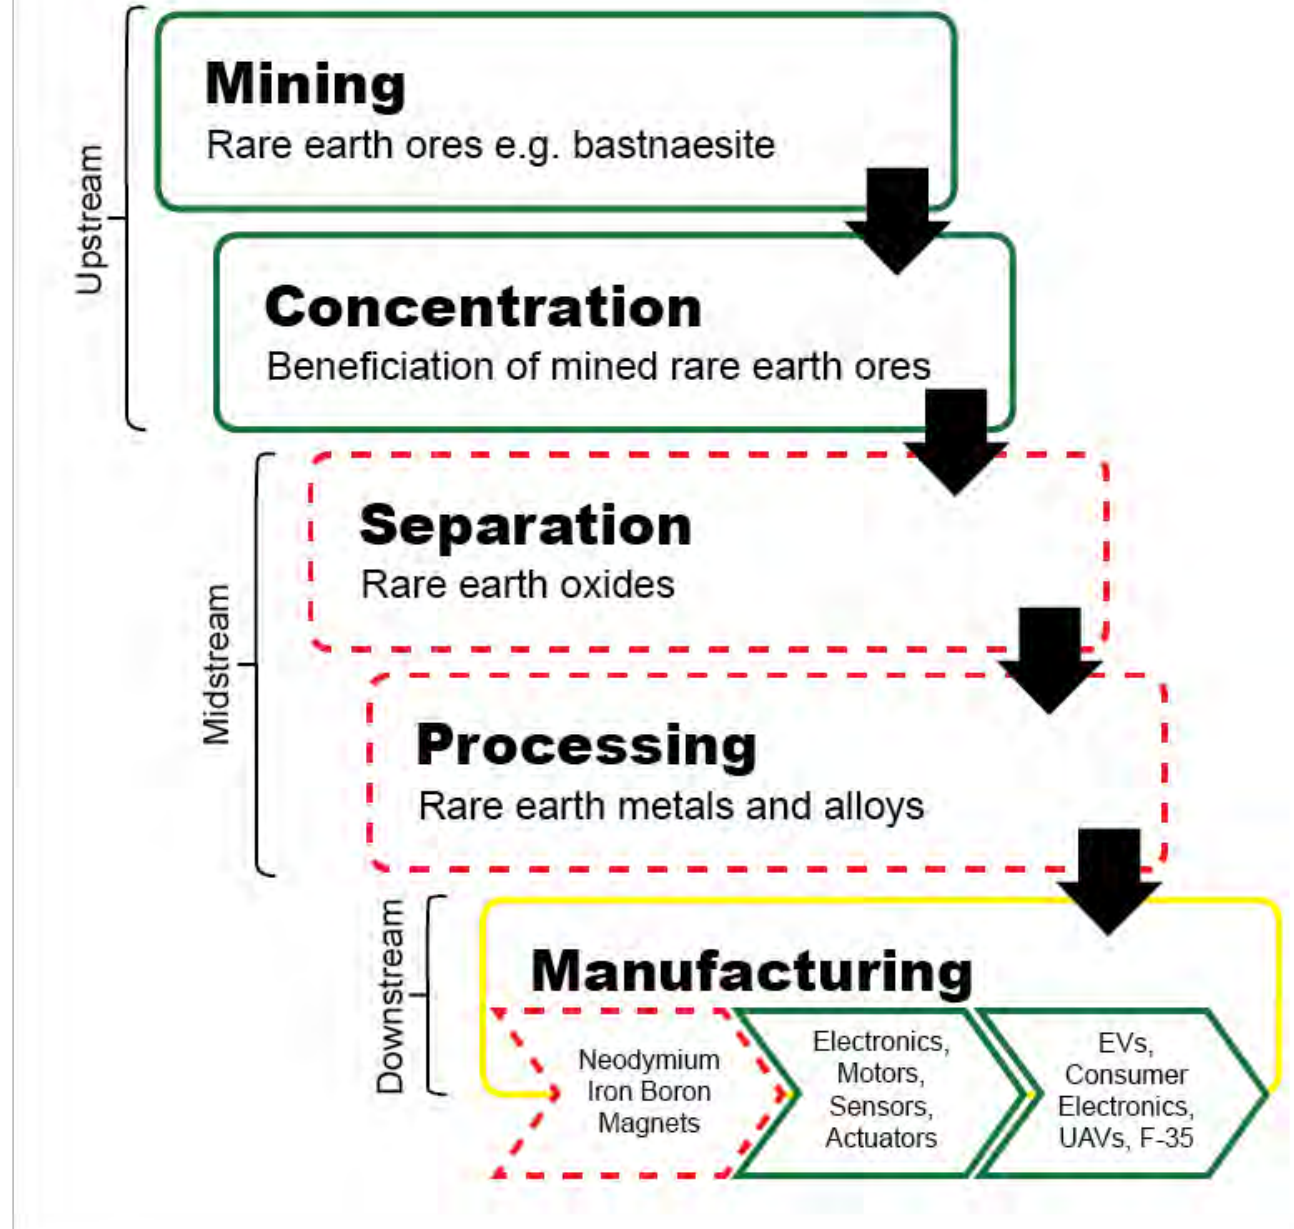 Upstream
Mining
Rare earth ores e.g. bastnaesite
Concentration
Beneficiation of mined rare earth ores
Midstream
Separation
Rare earth oxides
Processing
Rare earth metals and alloys
Downstream
Manufacturing
Neodymium
Iron Boron
Magnets
Electronics,
Motors,
Sensors,
Actuators
EVs,
Consumer
Electronics,
UAVs, F-35